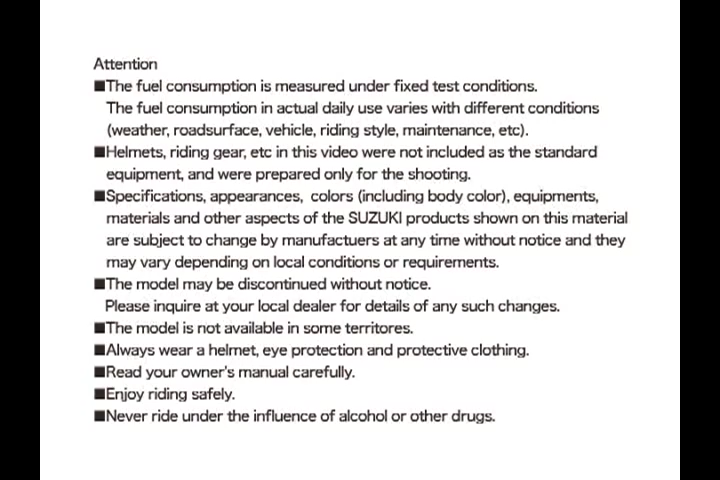 Attention
■The fuel consumption is measured under fixed test conditions.
The fuel consumption in actual daily use varies with different conditions
(weather, roadsurface, vehicle, riding style, maintenance, etc).
■Helmets, riding gear, etc in this video were not included as the standard
equipment, and were prepared only for the shooting.
■Specifications, appearances, colors (including body color), equipments,
materials and other aspects of the SUZUKI products shown on this material
are subject to change by manufactuers at any time without notice and they
may vary depending on local conditions or requirements.
■The model may be discontinued without notice.
Please inquire at your local dealer for details of any such changes.
■The model is not available in some territores.
■Always wear a helmet, eye protection and protective clothing.
■Read your owner's manual carefully.
■Enjoy riding safely.
■Never ride under the influence of alcohol or other drugs.